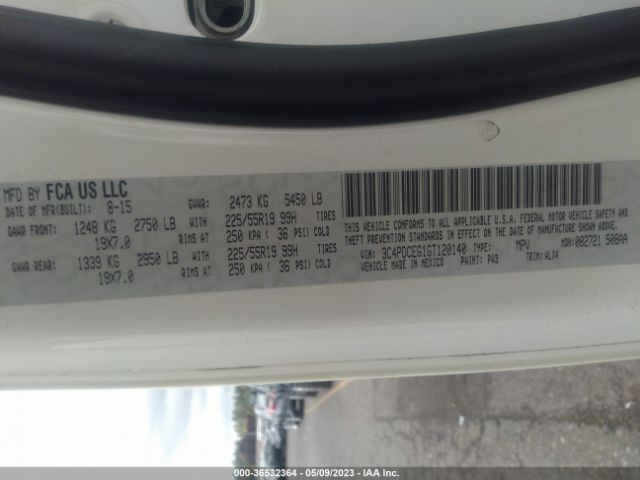 MFD BY FCA US LLC
DATE OF MFR(BUILT): 8-15 GVWR: 2473 KG 5450 LB
GAWR FRONT: 1248 KG 2750 LB WITH 225/55R19 99H TIRES
19X7.0 RIMS AT 250 KPA ( 36 PSI) COLD
GAWR REAR: 1339 KG 2950 LB WITH 225/55R19 99H TIRES
19X7.0 RIMS AT 250 KPA ( 36 PSI) COLD
THIS VEHICLE CONFORMS TO ALL APPLICABLE U.S.A. FEDERAL MOTOR VEHICLE SAFETY AND
THEFT PREVENTION STANDARDS IN EFFECT ON THE DATE OF MANUFACTURE SHOWN ABOVE.
VIN: 3C4PDCEG1GT120140 TYPE: MPV MDH: 082721 508AA
VEHICLE MADE IN MEXICO PAINT: PW3 TRIM: ALX4
000-36532364 - 05/09/2023 - IAA Inc.